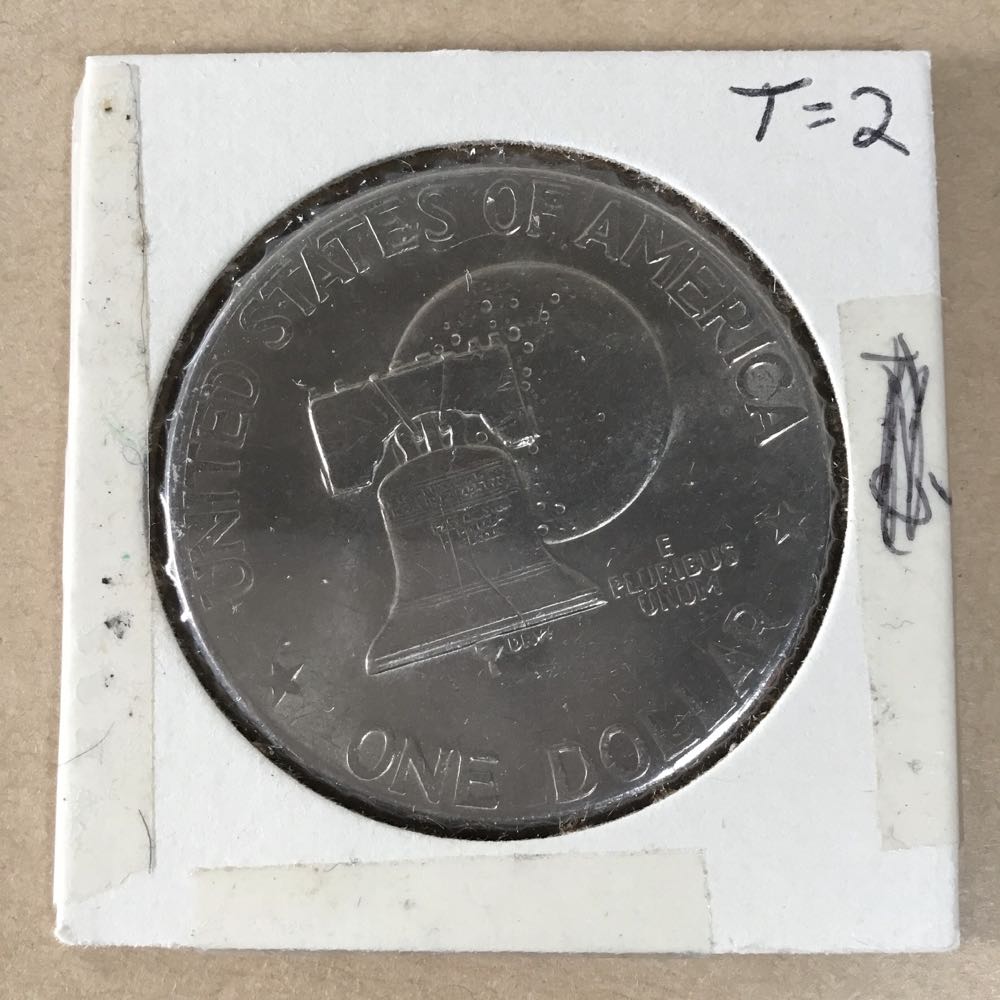 T=2
UNITED STATES OF AMERICA
E
PLURIBUS
UNUM
ONE DOLLAR